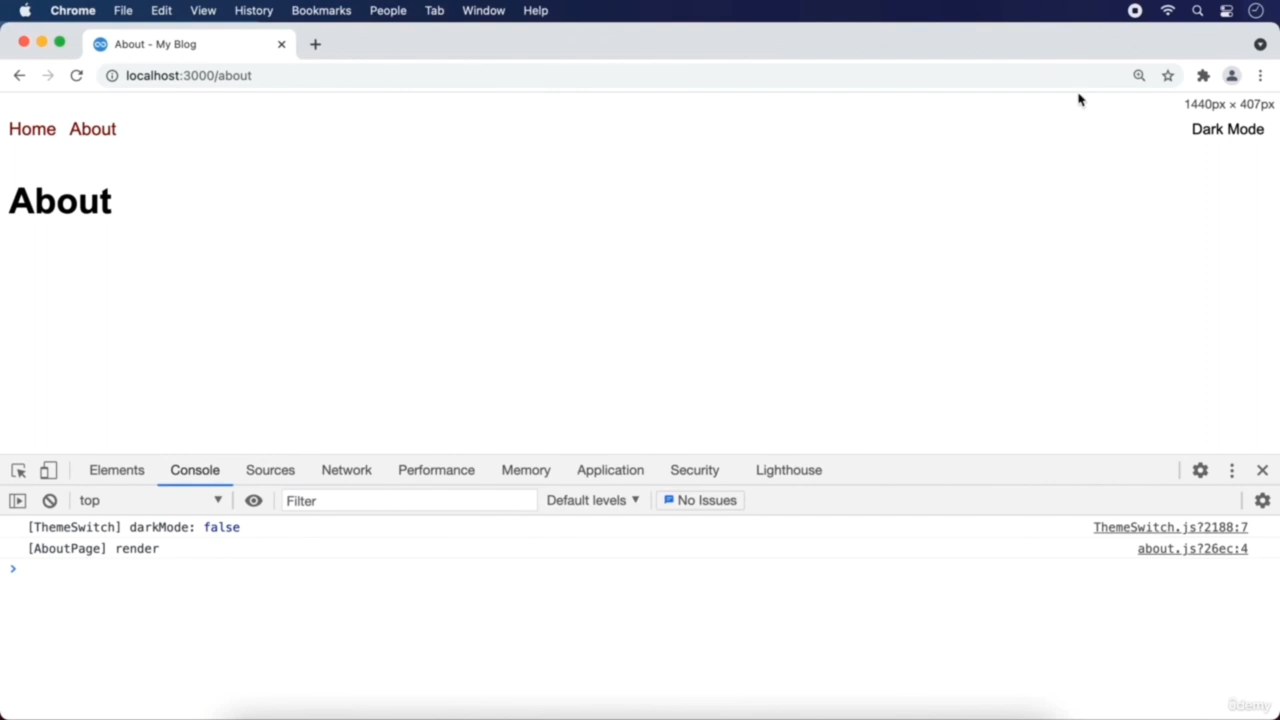 Chrome File Edit View History Bookmarks People Tab Window Help
About - My Blog
localhost:3000/about
1440px × 407px
Home About Dark Mode
About
Elements Console Sources Network Performance Memory Application Security Lighthouse
top Filter Default levels No Issues
[ThemeSwitch] darkMode: false ThemeSwitch.js?2188:7
[AboutPage] render about.js?26ec:4
ûdemy